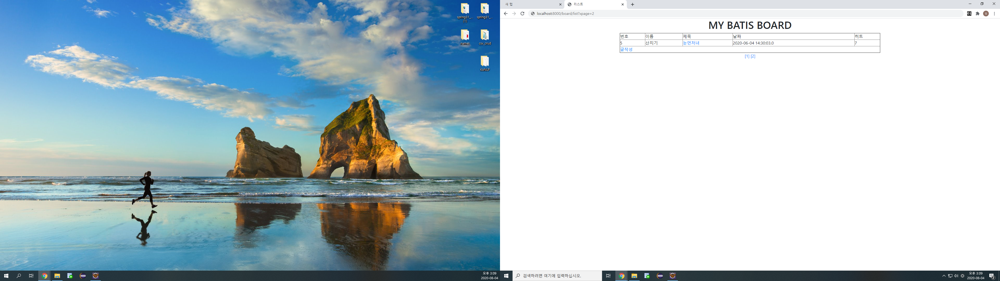 spring31_...
(1)
spring31_...
names
csv_crud
KoNLP
오후 3:09
2020-08-04
새 탭
리스트
localhost:8000/board/list?xpage=2
01
임
MY BATIS BOARD
번호 이름 제목 날짜 히트
5 산지기 눈먼처녀 2020-06-04 14:30:03.0 7
글작성
[1] [2]
검색하려면 여기에 입력하십시오.
오후 3:09
2020-08-04
2